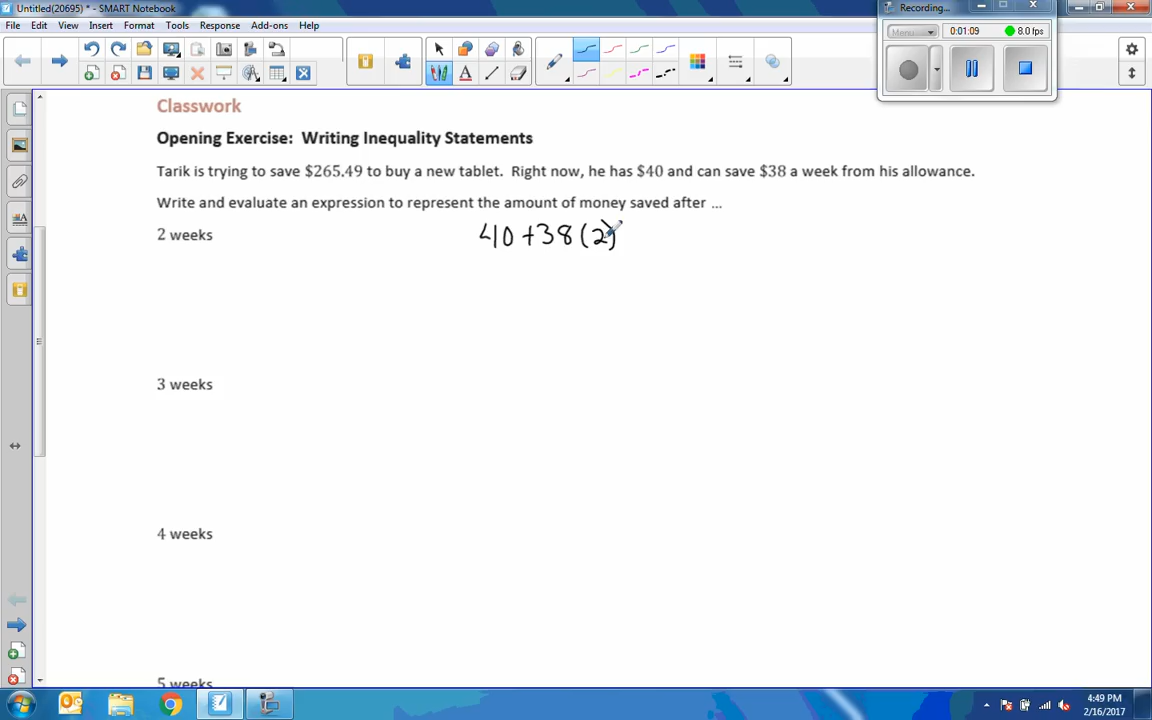 Untitled(20695) * - SMART Notebook
Recording...
File Edit View Insert Format Tools Response Add-ons Help
Menu 0:01:09 8.0 fps
Classwork
Opening Exercise: Writing Inequality Statements
Tarik is trying to save $265.49 to buy a new tablet. Right now, he has $40 and can save $38 a week from his allowance.
Write and evaluate an expression to represent the amount of money saved after ...
2 weeks 40+38(2)
3 weeks
4 weeks
5 weeks
4:49 PM
2/16/2017